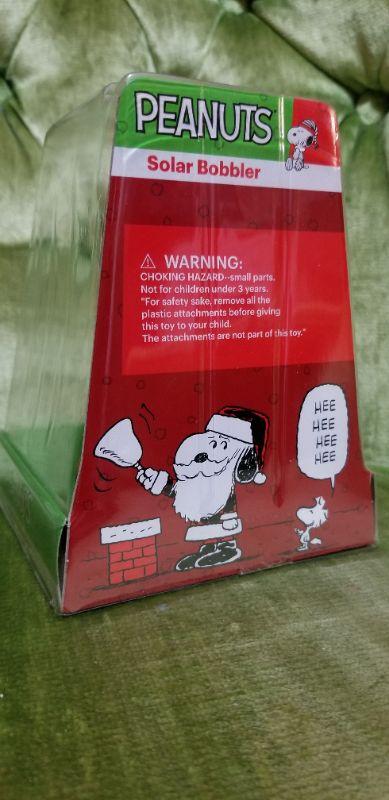 PEANUTS
Solar Bobbler
⚠ WARNING:
CHOKING HAZARD--small parts.
Not for children under 3 years.
"For safety sake, remove all the
plastic attachments before giving
this toy to your child.
The attachments are not part of this toy."
HEE
HEE
HEE
HEE